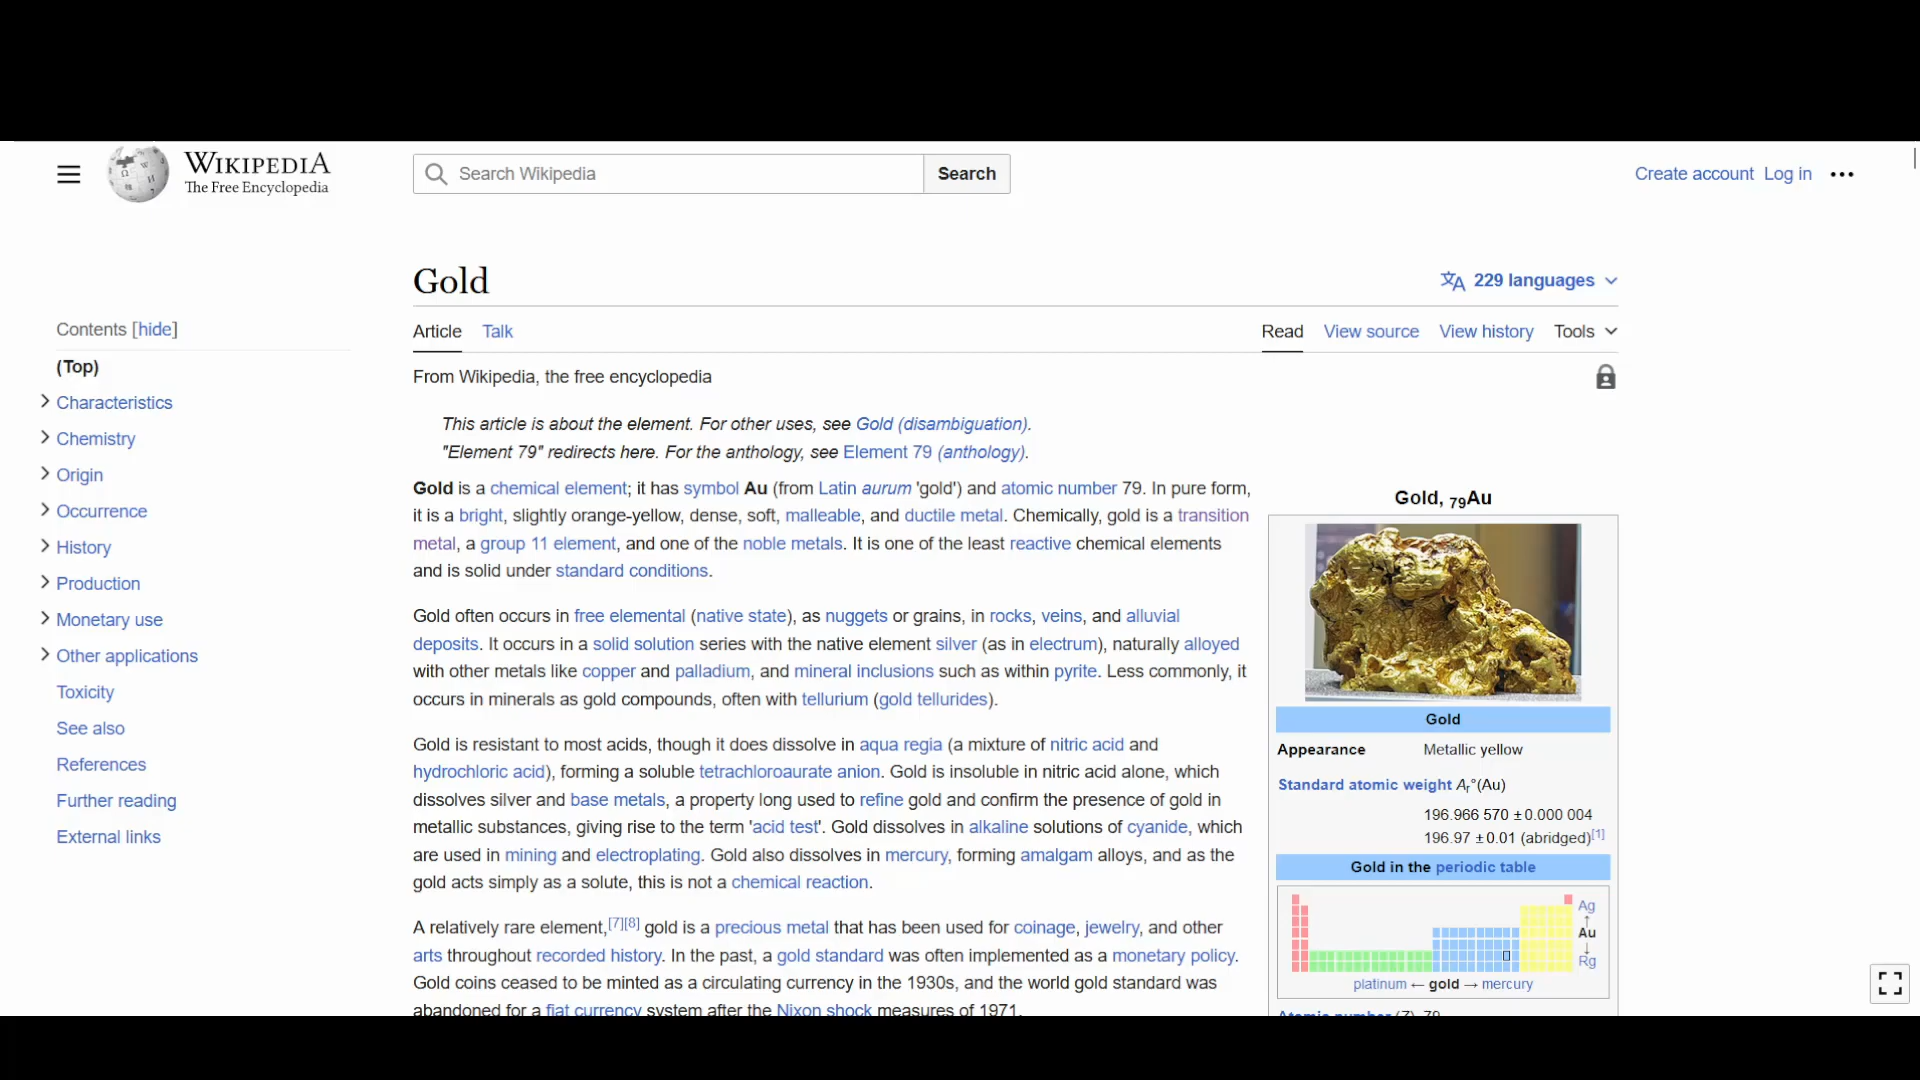 WIKIPEDIA
The Free Encyclopedia
Search Wikipedia
Search
Create account Log in
Gold
229 languages
Contents [hide]
(Top)
Characteristics
Chemistry
Origin
Occurrence
History
Production
Monetary use
Other applications
Toxicity
See also
References
Further reading
External links
Article Talk
Read View source View history Tools
From Wikipedia, the free encyclopedia
This article is about the element. For other uses, see Gold (disambiguation).
"Element 79" redirects here. For the anthology, see Element 79 (anthology).
Gold is a chemical element; it has symbol Au (from Latin aurum 'gold') and atomic number 79. In pure form,
it is a bright, slightly orange-yellow, dense, soft, malleable, and ductile metal. Chemically, gold is a transition
metal, a group 11 element, and one of the noble metals. It is one of the least reactive chemical elements
and is solid under standard conditions.
Gold often occurs in free elemental (native state), as nuggets or grains, in rocks, veins, and alluvial
deposits. It occurs in a solid solution series with the native element silver (as in electrum), naturally alloyed
with other metals like copper and palladium, and mineral inclusions such as within pyrite. Less commonly, it
occurs in minerals as gold compounds, often with tellurium (gold tellurides).
Gold is resistant to most acids, though it does dissolve in aqua regia (a mixture of nitric acid and
hydrochloric acid), forming a soluble tetrachloroaurate anion. Gold is insoluble in nitric acid alone, which
dissolves silver and base metals, a property long used to refine gold and confirm the presence of gold in
metallic substances, giving rise to the term 'acid test'. Gold dissolves in alkaline solutions of cyanide, which
are used in mining and electroplating. Gold also dissolves in mercury, forming amalgam alloys, and as the
gold acts simply as a solute, this is not a chemical reaction.
A relatively rare element,[7][8] gold is a precious metal that has been used for coinage, jewelry, and other
arts throughout recorded history. In the past, a gold standard was often implemented as a monetary policy.
Gold coins ceased to be minted as a circulating currency in the 1930s, and the world gold standard was
abandoned for a fiat currency system after the Nixon shock measures of 1971.
Gold, 79Au
Gold
Appearance Metallic yellow
Standard atomic weight Ar°(Au)
196.966 570 ±0.000 004
196.97 ±0.01 (abridged)[1]
Gold in the periodic table
Ag
↑
Au
↓
Rg
platinum ← gold → mercury
Atomic number (Z) 79